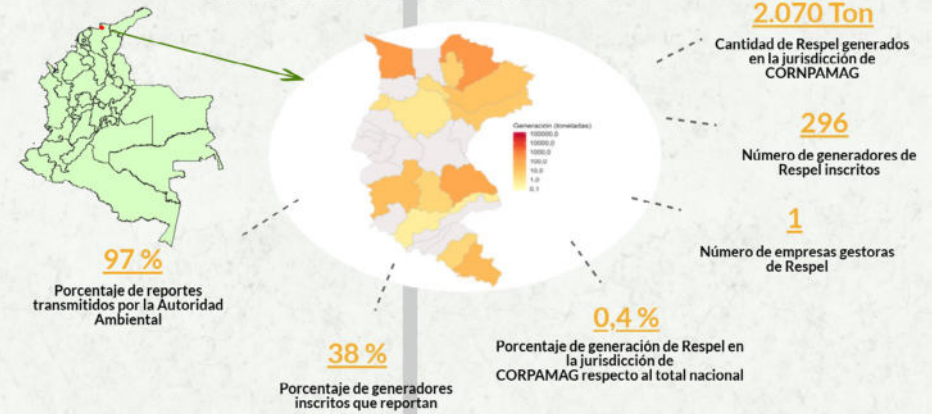 2.070 Ton
Cantidad de Respel generados
en la jurisdicción de
CORNPAMAG
296
Número de generadores de
Respel inscritos
1
Número de empresas gestoras
de Respel
Generación (toneladas)
100000,0
10000,0
1000,0
100,0
10,0
1,0
0,1
97 %
Porcentaje de reportes
transmitidos por la Autoridad
Ambiental
38 %
Porcentaje de generadores
inscritos que reportan
0,4 %
Porcentaje de generación de Respel en
la jurisdicción de
CORPAMAG respecto al total nacional